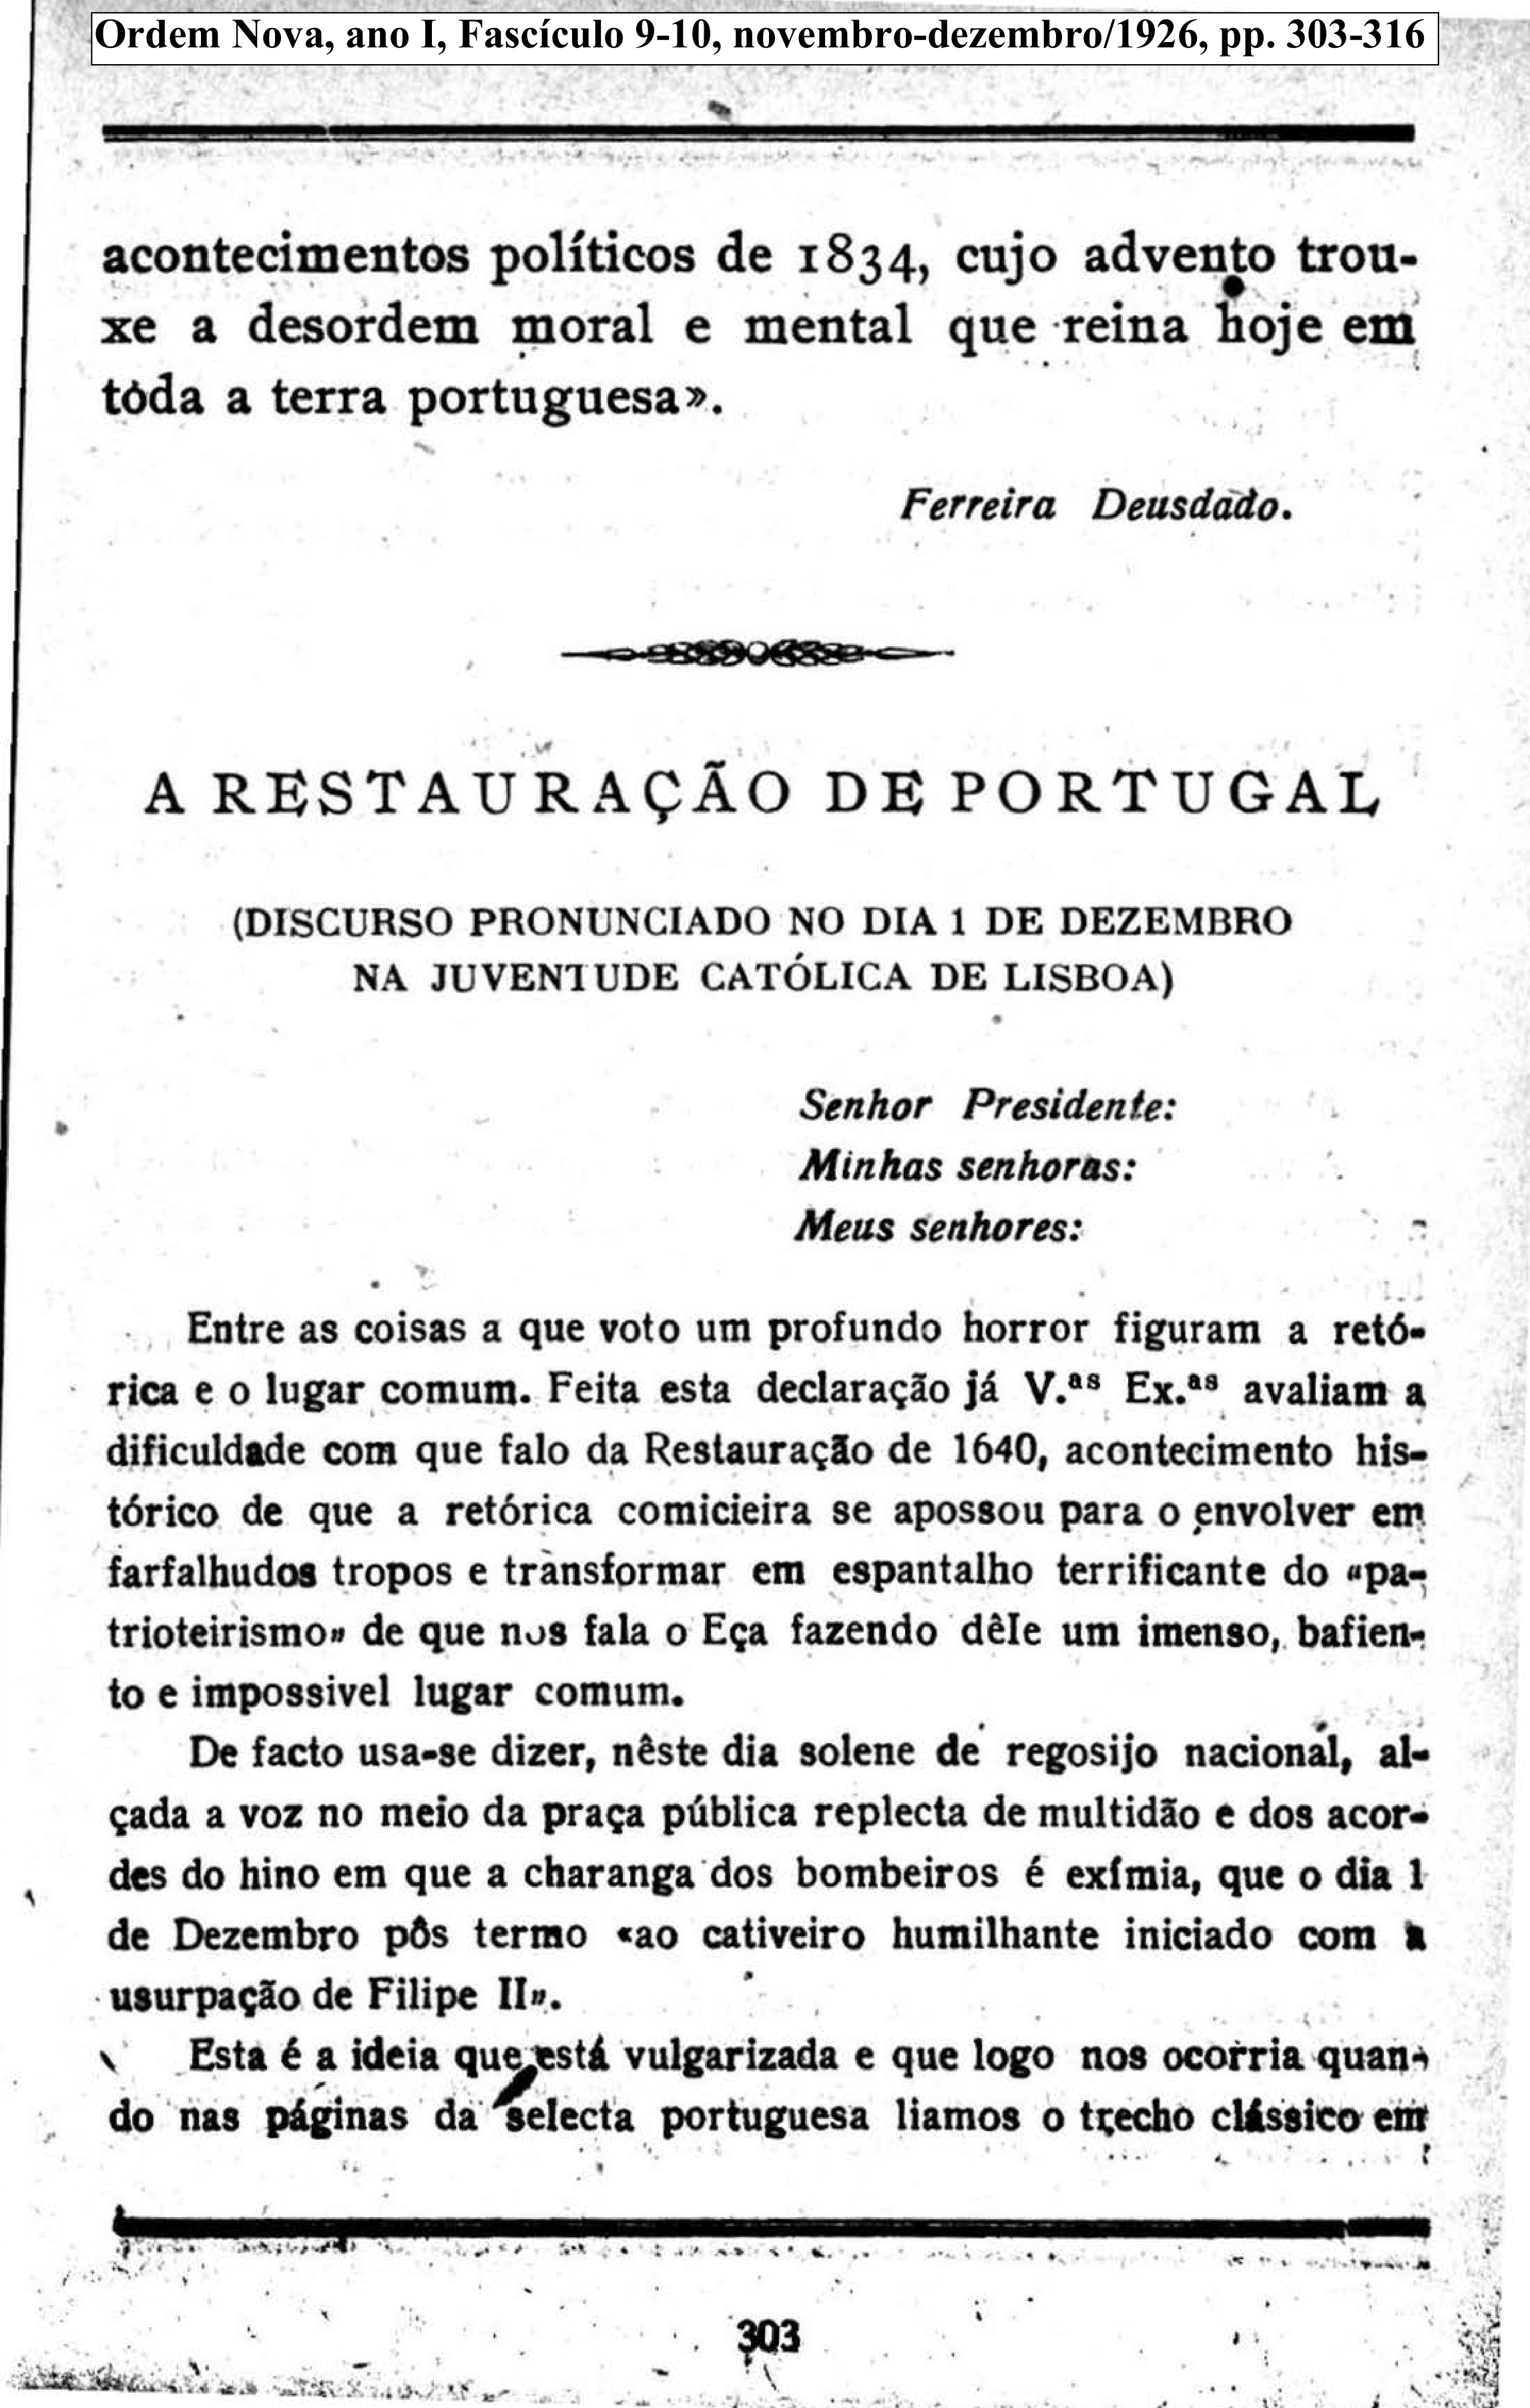 Ordem Nova, ano I, Fascículo 9-10, novembro-dezembro/1926, pp. 303-316
acontecimentos políticos de 1834, cujo advento trou-
xe a desordem moral e mental que reina hoje em
tôda a terra portuguesa».
Ferreira Deusdado.
A RESTAURAÇÃO DE PORTUGAL
(DISCURSO PRONUNCIADO NO DIA 1 DE DEZEMBRO
NA JUVENTUDE CATÓLICA DE LISBOA)
Senhor Presidente:
Minhas senhoras:
Meus senhores:
Entre as coisas a que voto um profundo horror figuram a retó-
rica e o lugar comum. Feita esta declaração já V.ªˢ Ex.ªˢ avaliam a
dificuldade com que falo da Restauração de 1640, acontecimento his-
tórico de que a retórica comicieira se apossou para o envolver em
farfalhudos tropos e transformar em espantalho terrificante do «pa-
trioteirismo» de que nos fala o Eça fazendo dêle um imenso, bafien-
to e impossivel lugar comum.
De facto usa-se dizer, nêste dia solene de regosijo nacional, al-
çada a voz no meio da praça pública replecta de multidão e dos acor-
des do hino em que a charanga dos bombeiros é exímia, que o dia 1
de Dezembro pôs termo «ao cativeiro humilhante iniciado com a
usurpação de Filipe II».
Esta é a ideia que está vulgarizada e que logo nos ocorria quan-
do nas páginas da selecta portuguesa liamos o trecho clássico em
303